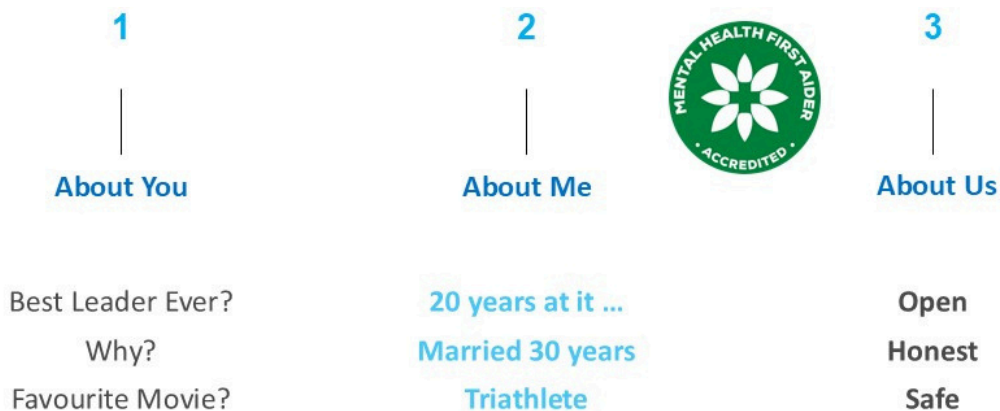 1
About You
Best Leader Ever?
Why?
Favourite Movie?
2
About Me
20 years at it ...
Married 30 years
Triathlete
MENTAL HEALTH FIRST AIDER
• ACCREDITED •
3
About Us
Open
Honest
Safe